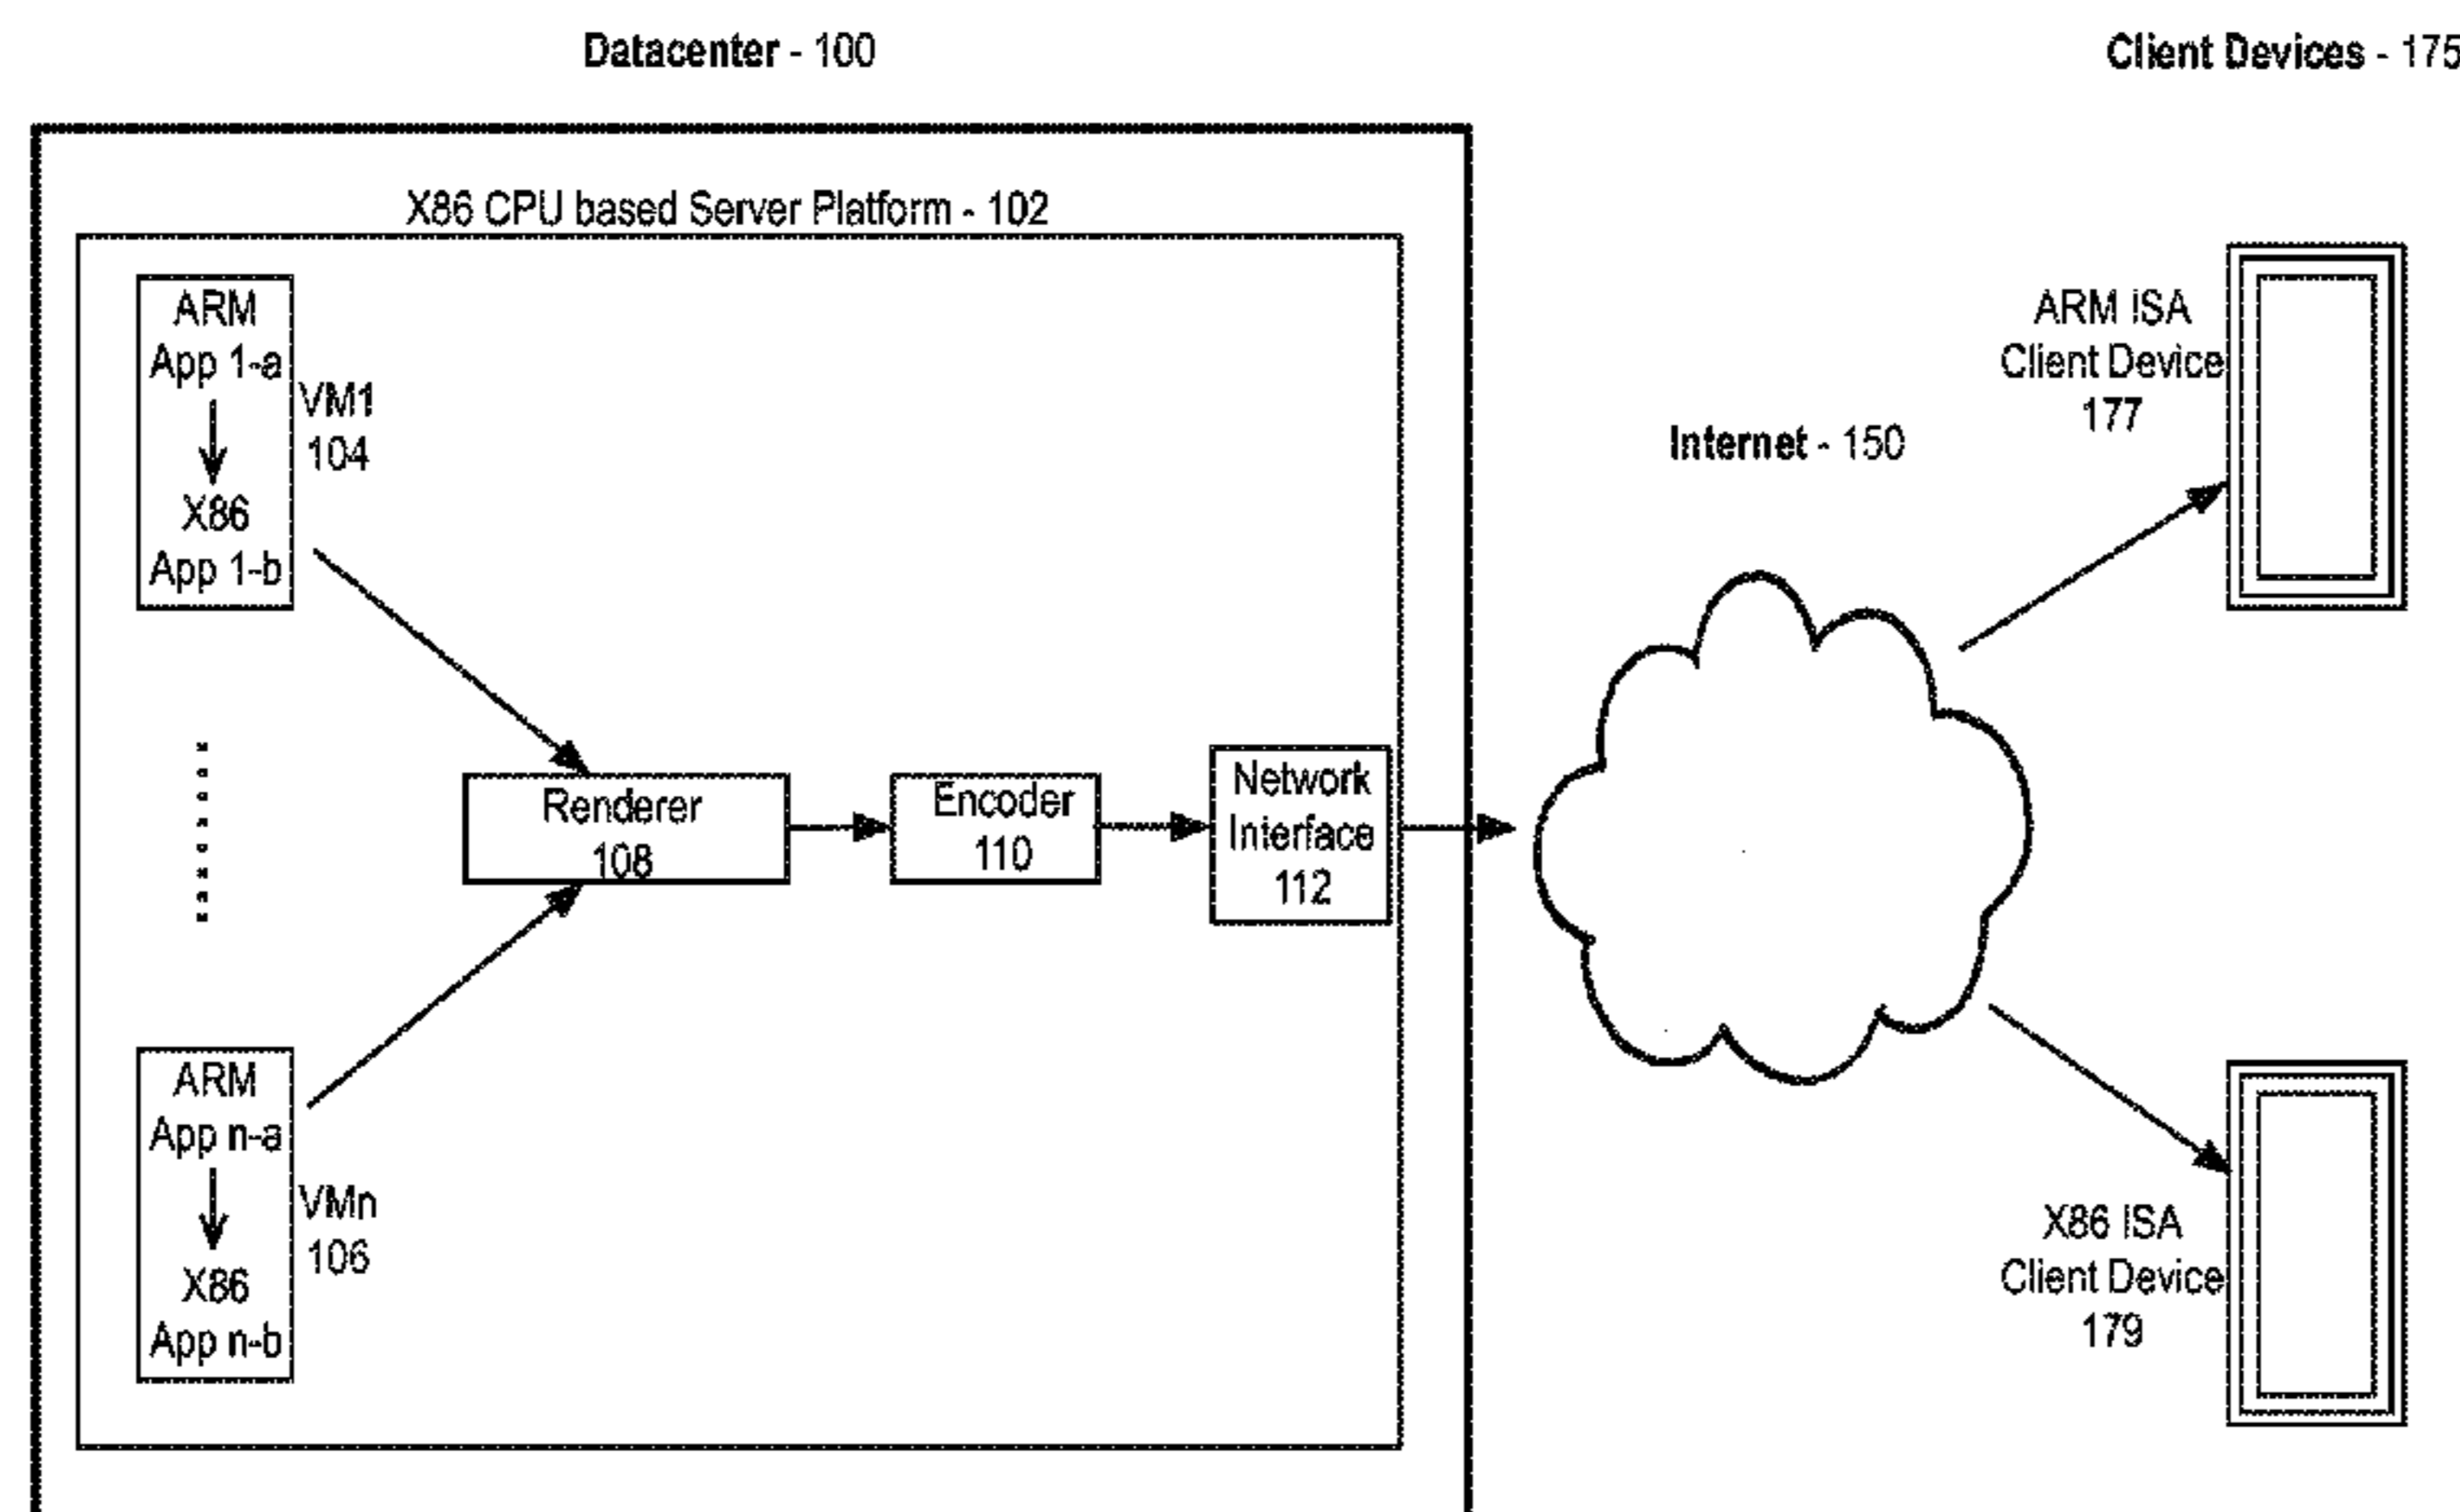 Datacenter - 100
Client Devices - 175
X86 CPU based Server Platform - 102
ARM
App 1-a
X86
App 1-b
VM1
104
Renderer
108
Encoder
110
Network
Interface
112
ARM
App n-a
X86
App n-b
VMn
106
Internet - 150
ARM ISA
Client Device
177
X86 ISA
Client Device
179